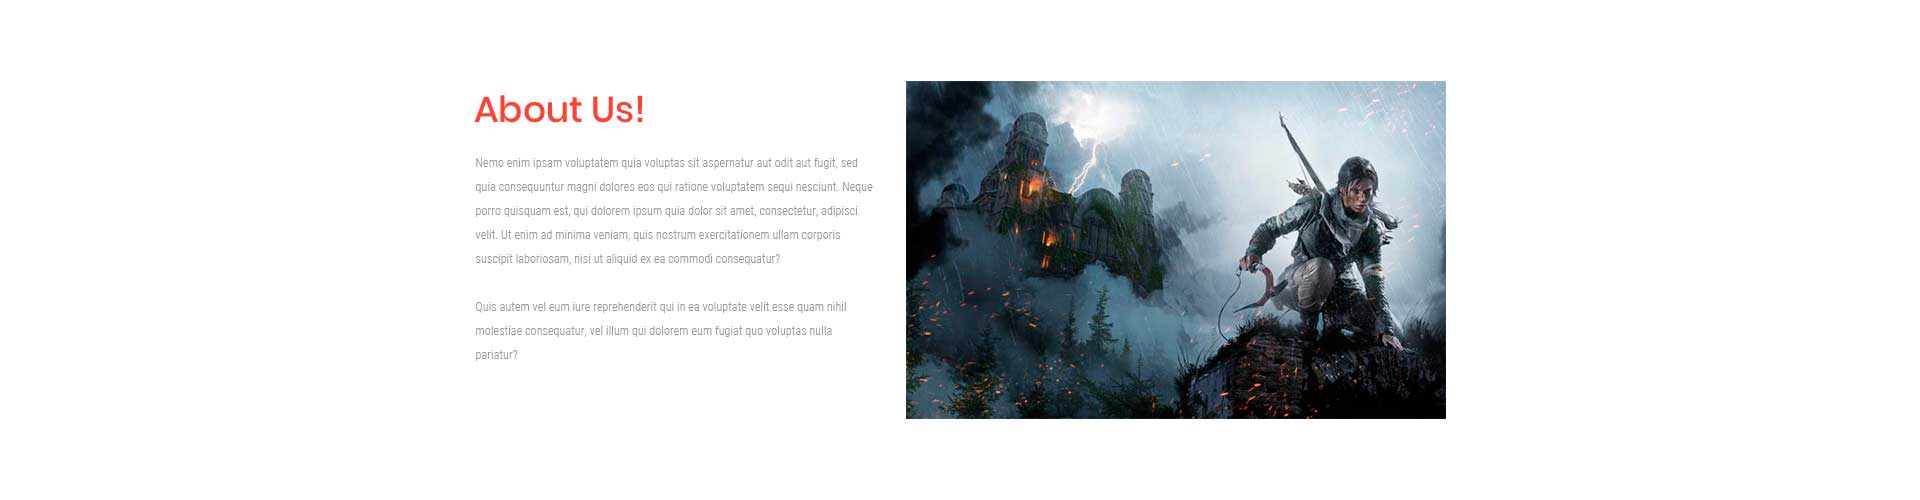 About Us!
Nemo enim ipsam voluptatem quia voluptas sit aspernatur aut odit aut fugit, sed
quia consequuntur magni dolores eos qui ratione voluptatem sequi nesciunt. Neque
porro quisquam est, qui dolorem ipsum quia dolor sit amet, consectetur, adipisci
velit. Ut enim ad minima veniam, quis nostrum exercitationem ullam corporis
suscipit laboriosam, nisi ut aliquid ex ea commodi consequatur?
Quis autem vel eum iure reprehenderit qui in ea voluptate velit esse quam nihil
molestiae consequatur, vel illum qui dolorem eum fugiat quo voluptas nulla
pariatur?